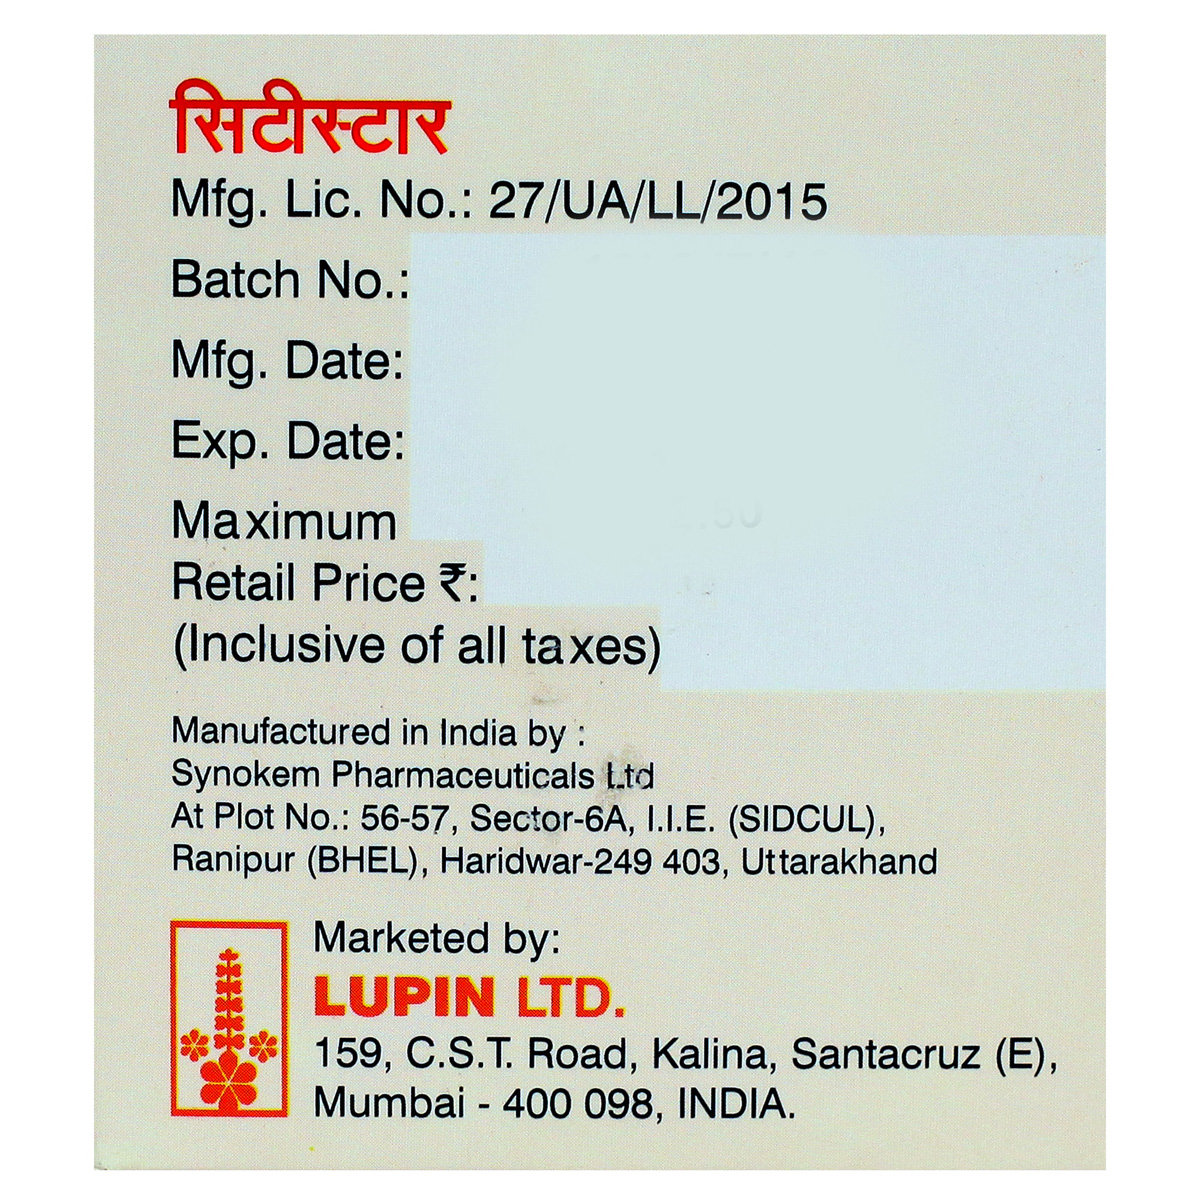 सिटीस्टार
Mfg. Lic. No.: 27/UA/LL/2015
Batch No.:
Mfg. Date:
Exp. Date:
Maximum
Retail Price ₹:
(Inclusive of all taxes)
Manufactured in India by :
Synokem Pharmaceuticals Ltd
At Plot No.: 56-57, Sector-6A, I.I.E. (SIDCUL),
Ranipur (BHEL), Haridwar-249 403, Uttarakhand
Marketed by:
LUPIN LTD.
159, C.S.T. Road, Kalina, Santacruz (E),
Mumbai - 400 098, INDIA.